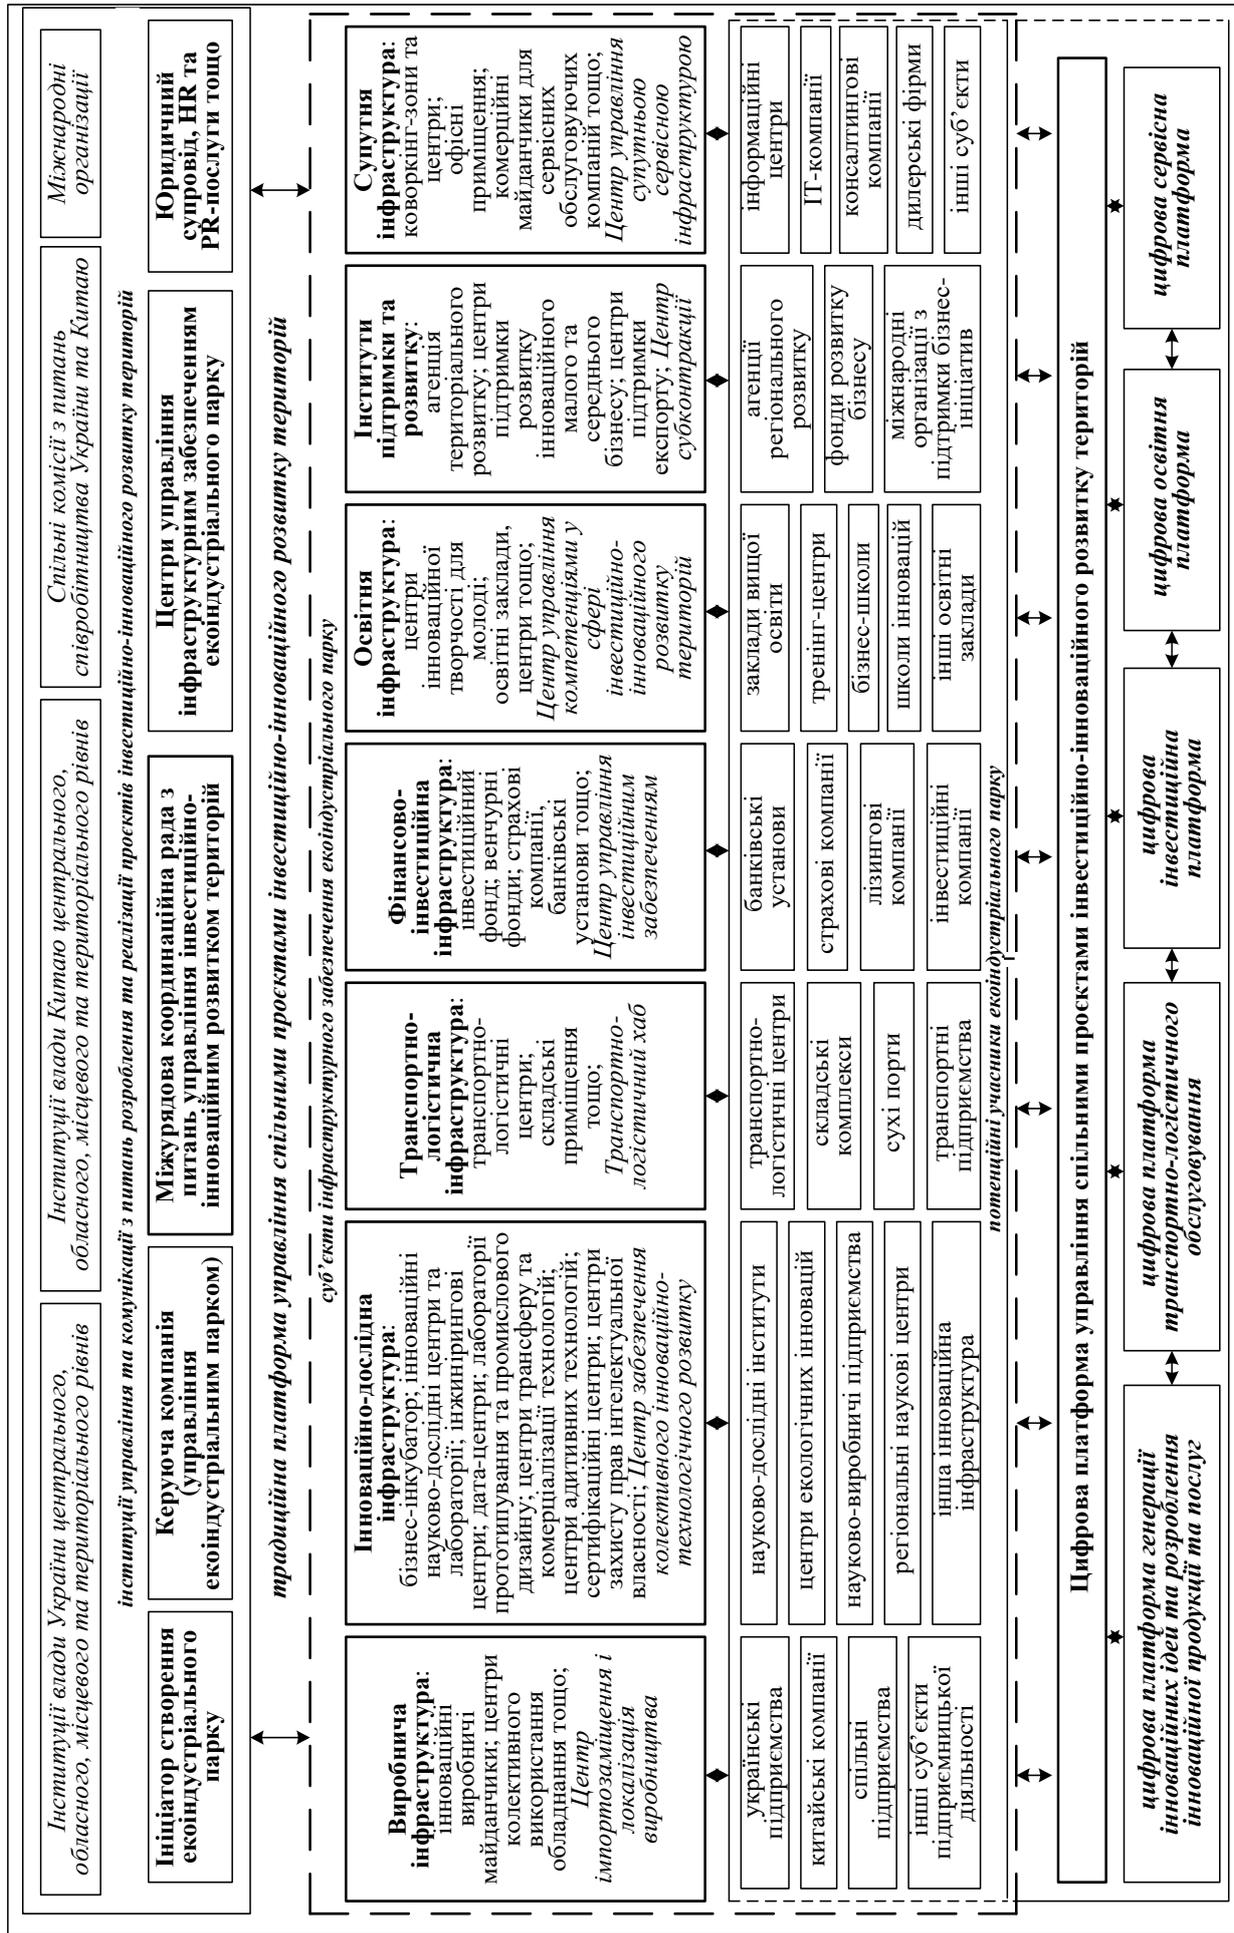 Інституції влади України центрального,
обласного, місцевого та територіального рівнів
Інституції влади Китаю центрального,
обласного, місцевого та територіального рівнів
Спільні комісії з питань
співробітництва України та Китаю
Міжнародні
організації
інституції управління та комунікації з питань розроблення та реалізації проєктів інвестиційно-інноваційного розвитку територій
Ініціатор створення
екоіндустріального
парку
Керуюча компанія
(управління
екоіндустріальним парком)
Міжурядова координаційна рада з
питань управління інвестиційно-
інноваційним розвитком територій
Центри управління
інфраструктурним забезпеченням
екоіндустріального парку
Юридичний
супровід, HR та
PR-послуги тощо
традиційна платформа управління спільними проєктами інвестиційно-інноваційного розвитку територій
суб’єкти інфраструктурного забезпечення екоіндустріального парку
Виробнича
інфраструктура:
інноваційні
виробничі
майданчики; центри
колективного
використання
обладнання тощо;
Центр
імпортозаміщення і
локалізація
виробництва
Інноваційно-дослідна
інфраструктура:
бізнес-інкубатор; інноваційні
науково-дослідні центри та
лабораторії; інжинірингові
центри; дата-центри; лабораторії
прототипування та промислового
дизайну; центри трансферу та
комерціалізації технологій;
центри адитивних технологій;
сертифікаційні центри; центри
захисту прав інтелектуальної
власності; Центр забезпечення
колективного інноваційно-
технологічного розвитку
Транспортно-
логістична
інфраструктура:
транспортно-
логістичні
центри;
складські
приміщення
тощо;
Транспортно-
логістичний хаб
Фінансово-
інвестиційна
інфраструктура:
інвестиційний
фонд; венчурні
фонди; страхові
компанії,
банківські
установи тощо;
Центр управління
інвестиційним
забезпеченням
Освітня
інфраструктура:
центри
інноваційної
творчості для
молоді;
освітні заклади,
центри тощо;
Центр управління
компетенціями у
сфері
інвестиційно-
інноваційного
розвитку
територій
Інститути
підтримки та
розвитку:
агенція
територіального
розвитку; центри
підтримки
розвитку
інноваційного
малого та
середнього
бізнесу; центри
підтримки
експорту; Центр
субконтракції
Супутня
інфраструктура:
коворкінг-зони та
центри;
офісні
приміщення;
комерційні
майданчики для
сервісних
обслуговуючих
компаній тощо;
Центр управління
супутньою
сервісною
інфраструктурою
українські
підприємства
китайські компанії
спільні
підприємства
інші суб’єкти
підприємницької
діяльності
науково-дослідні інститути
центри екологічних інновацій
науково-виробничі підприємства
регіональні наукові центри
інша інноваційна
інфраструктура
транспортно-
логістичні центри
складські
комплекси
сухі порти
транспортні
підприємства
банківські
установи
страхові компанії
лізингові
компанії
інвестиційні
компанії
заклади вищої
освіти
тренінг-центри
бізнес-школи
школи інновацій
інші освітні
заклади
агенції
регіонального
розвитку
фонди розвитку
бізнесу
міжнародні
організації з
підтримки бізнес-
ініціатив
інформаційні
центри
ІТ-компанії
консалтингові
компанії
дилерські фірми
інші суб’єкти
потенційні учасники екоіндустріального парку
Цифрова платформа управління спільними проєктами інвестиційно-інноваційного розвитку територій
цифрова платформа генерації
інноваційних ідей та розроблення
інноваційної продукції та послуг
цифрова платформа
транспортно-логістичного
обслуговування
цифрова
інвестиційна
платформа
цифрова освітня
платформа
цифрова сервісна
платформа